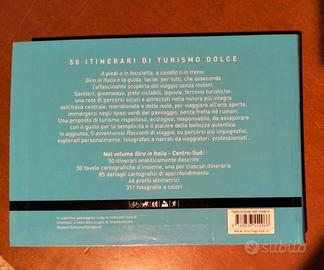 50 ITINERARI DI TURISMO DOLCE
A piedi o in bicicletta, a cavallo o in treno:
Giro in Italia è la guida 'facile' per tutti, che asseconda
l'affascinante scoperta del viaggio senza motori.
Sentieri, greenways, piste ciclabili, ippovie, ferrovie turistiche:
una rete di percorsi sicuri e attrezzati nella natura più integra
dell'Italia centrale, meridionale e delle isole, per viaggiare all'aria aperta,
immergersi negli spazi verdi del paesaggio, senza fretta né rumori.
Una proposta di turismo rispettoso, ecologico, responsabile, da assaporare
con il gusto per la semplicità e il piacere della bellezza autentica.
In aggiunta, 5 avventurosi Racconti di viaggio, su percorsi più impegnativi,
esplorati personalmente, fotografati e narrati da viaggiatori 'professionisti'.
Nel volume Giro in Italia - Centro-Sud:
50 itinerari analiticamente descritti
50 tavole cartografiche d'insieme, una per ciascun itinerario
85 dettagli cartografici di approfondimento
46 profili altimetrici
311 fotografie a colori
subito.it